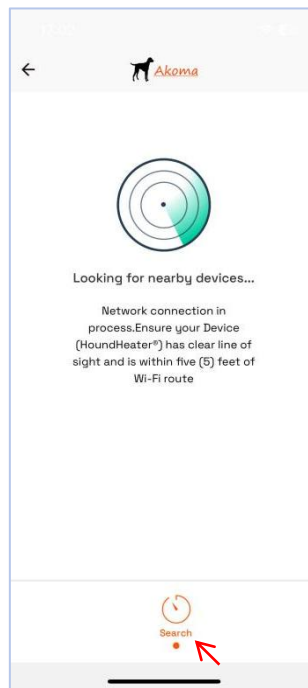 Akoma
Looking for nearby devices...
Network connection in
process.Ensure your Device
(HoundHeater®) has clear line of
sight and is within five (5) feet of
Wi-Fi route
Search